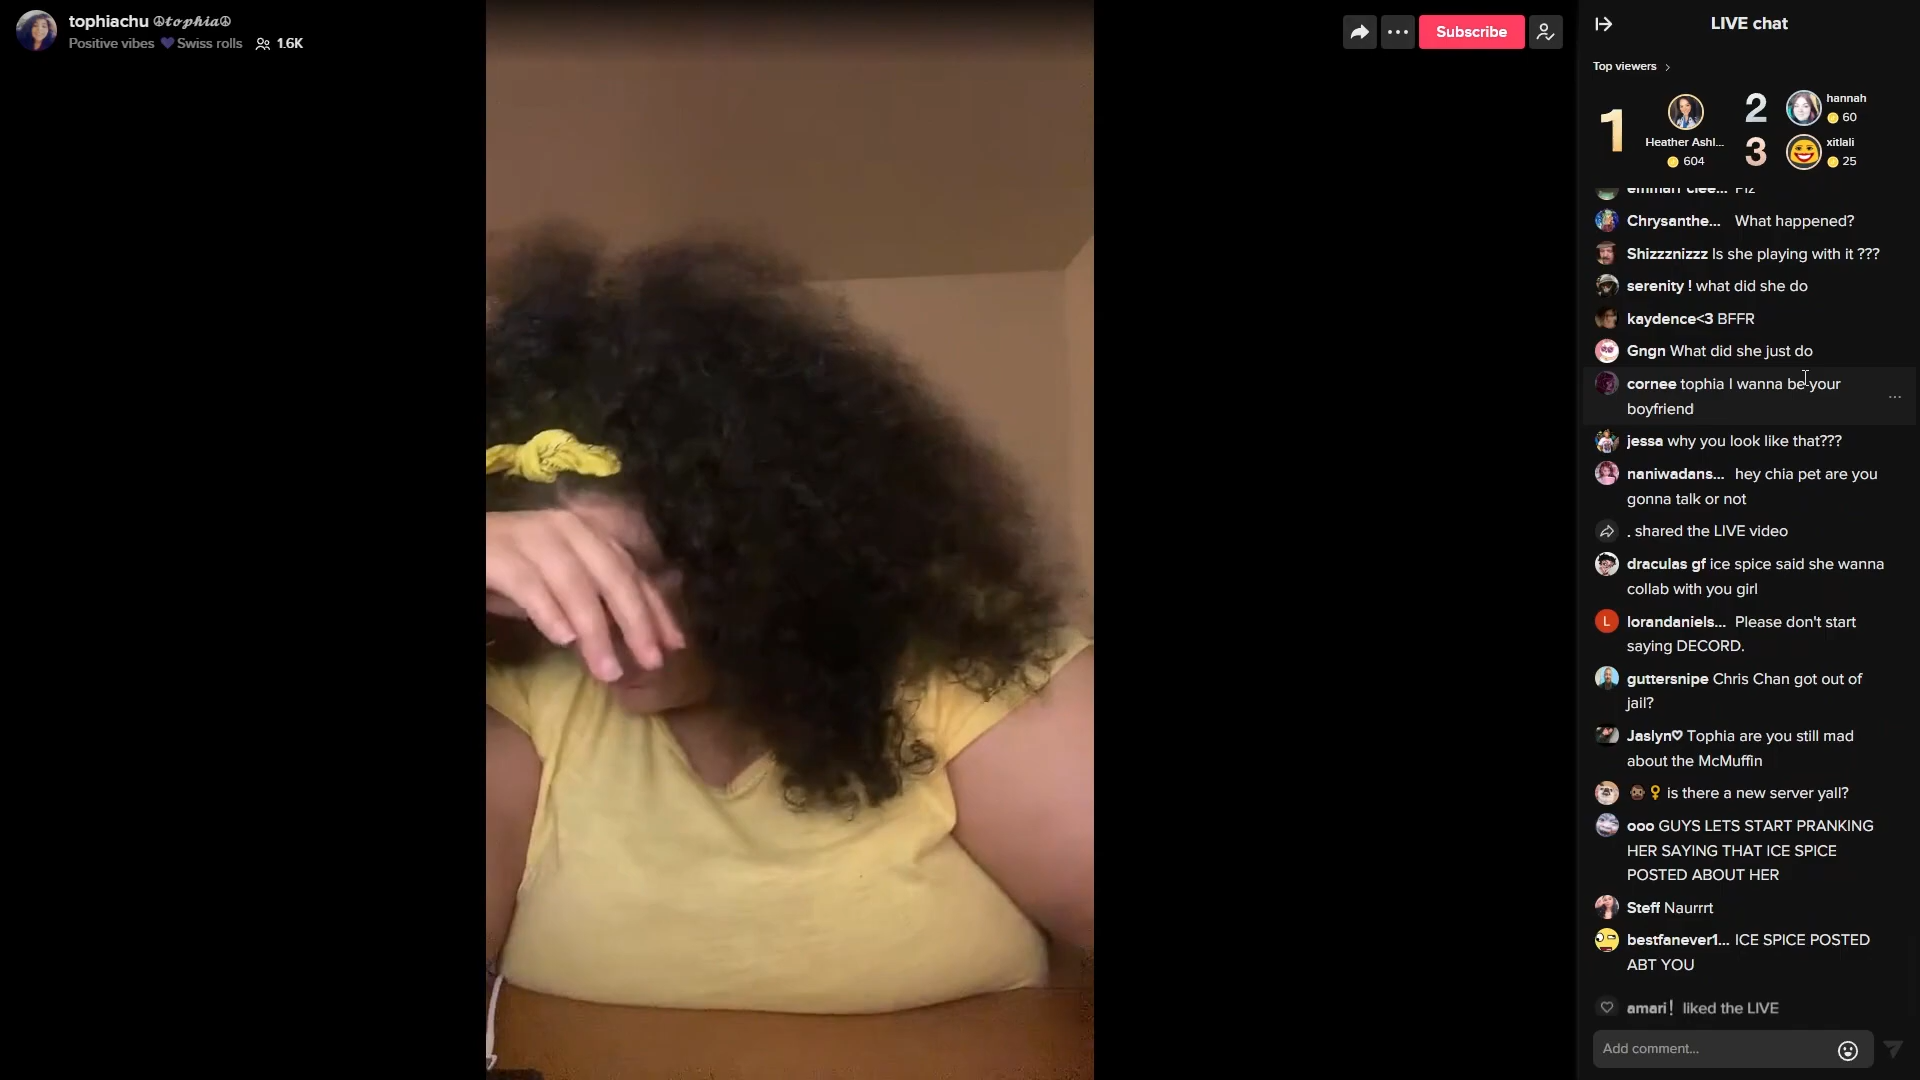 tophiachu ☮𝓽𝓸𝓹𝓱𝓲𝓪☮
Positive vibes 💜 Swiss rolls 1.6K
Subscribe
LIVE chat
Top viewers
1
Heather Ashl...
604
2
hannah
60
3
xitlali
25
Plz
Chrysanthe... What happened?
Shizzznizzz Is she playing with it ???
serenity ! what did she do
kaydence<3 BFFR
Gngn What did she just do
cornee tophia I wanna be your
boyfriend
jessa why you look like that???
naniwadans... hey chia pet are you
gonna talk or not
. shared the LIVE video
draculas gf ice spice said she wanna
collab with you girl
L
lorandaniels... Please don't start
saying DECORD.
guttersnipe Chris Chan got out of
jail?
Jaslyn♡ Tophia are you still mad
about the McMuffin
is there a new server yall?
ooo GUYS LETS START PRANKING
HER SAYING THAT ICE SPICE
POSTED ABOUT HER
Steff Naurrrt
bestfanever1... ICE SPICE POSTED
ABT YOU
amari! liked the LIVE
Add comment...